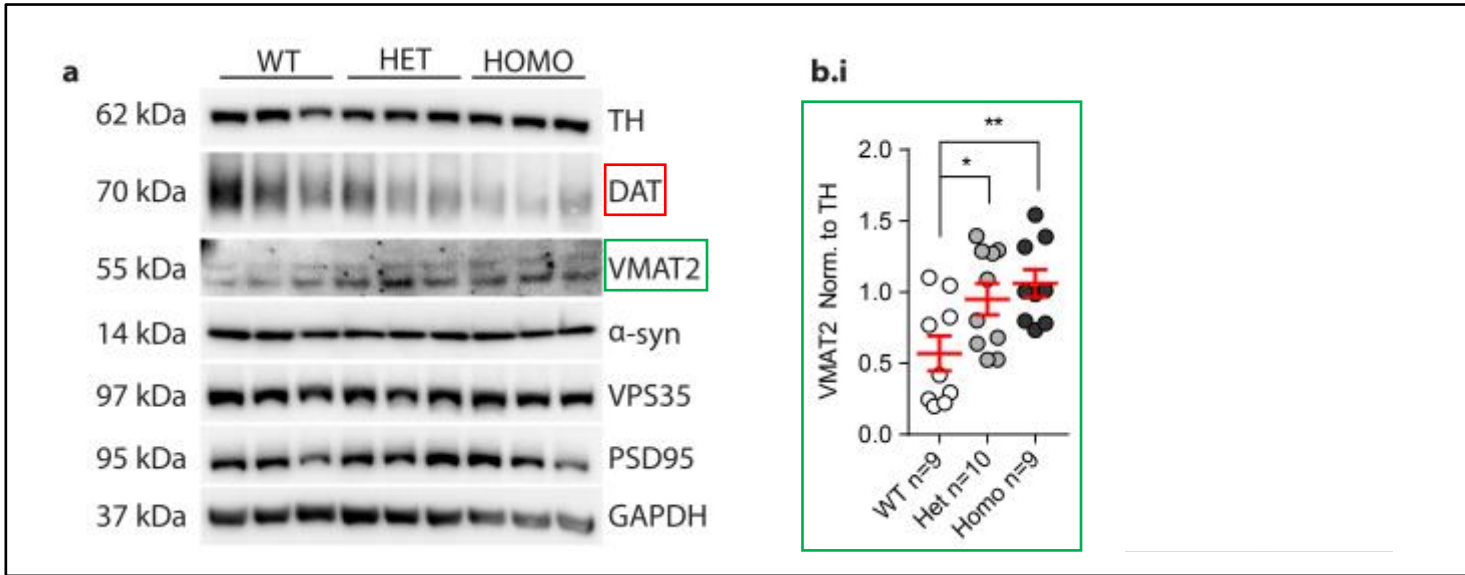 a
WT HET HOMO
62 kDa TH
70 kDa DAT
55 kDa VMAT2
14 kDa α-syn
97 kDa VPS35
95 kDa PSD95
37 kDa GAPDH
b.i
**
*
2.0
1.5
1.0
0.5
0.0
VMAT2 Norm. to TH
WT n=9
Het n=10
Homo n=9